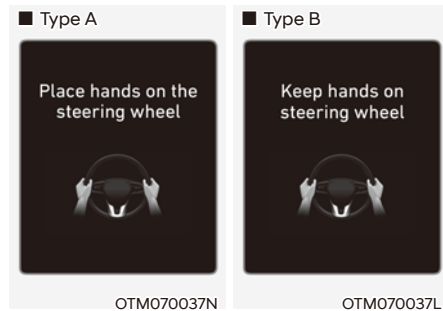 ■ Type A
Place hands on the
steering wheel
OTM070037N
■ Type B
Keep hands on
steering wheel
OTM070037L